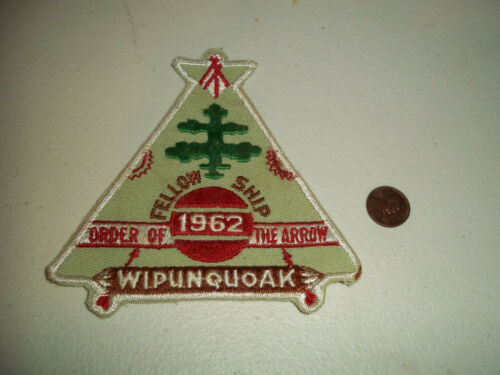 FELLOW SHIP
1962
ORDER OF THE ARROW
WIPUNQUOAK